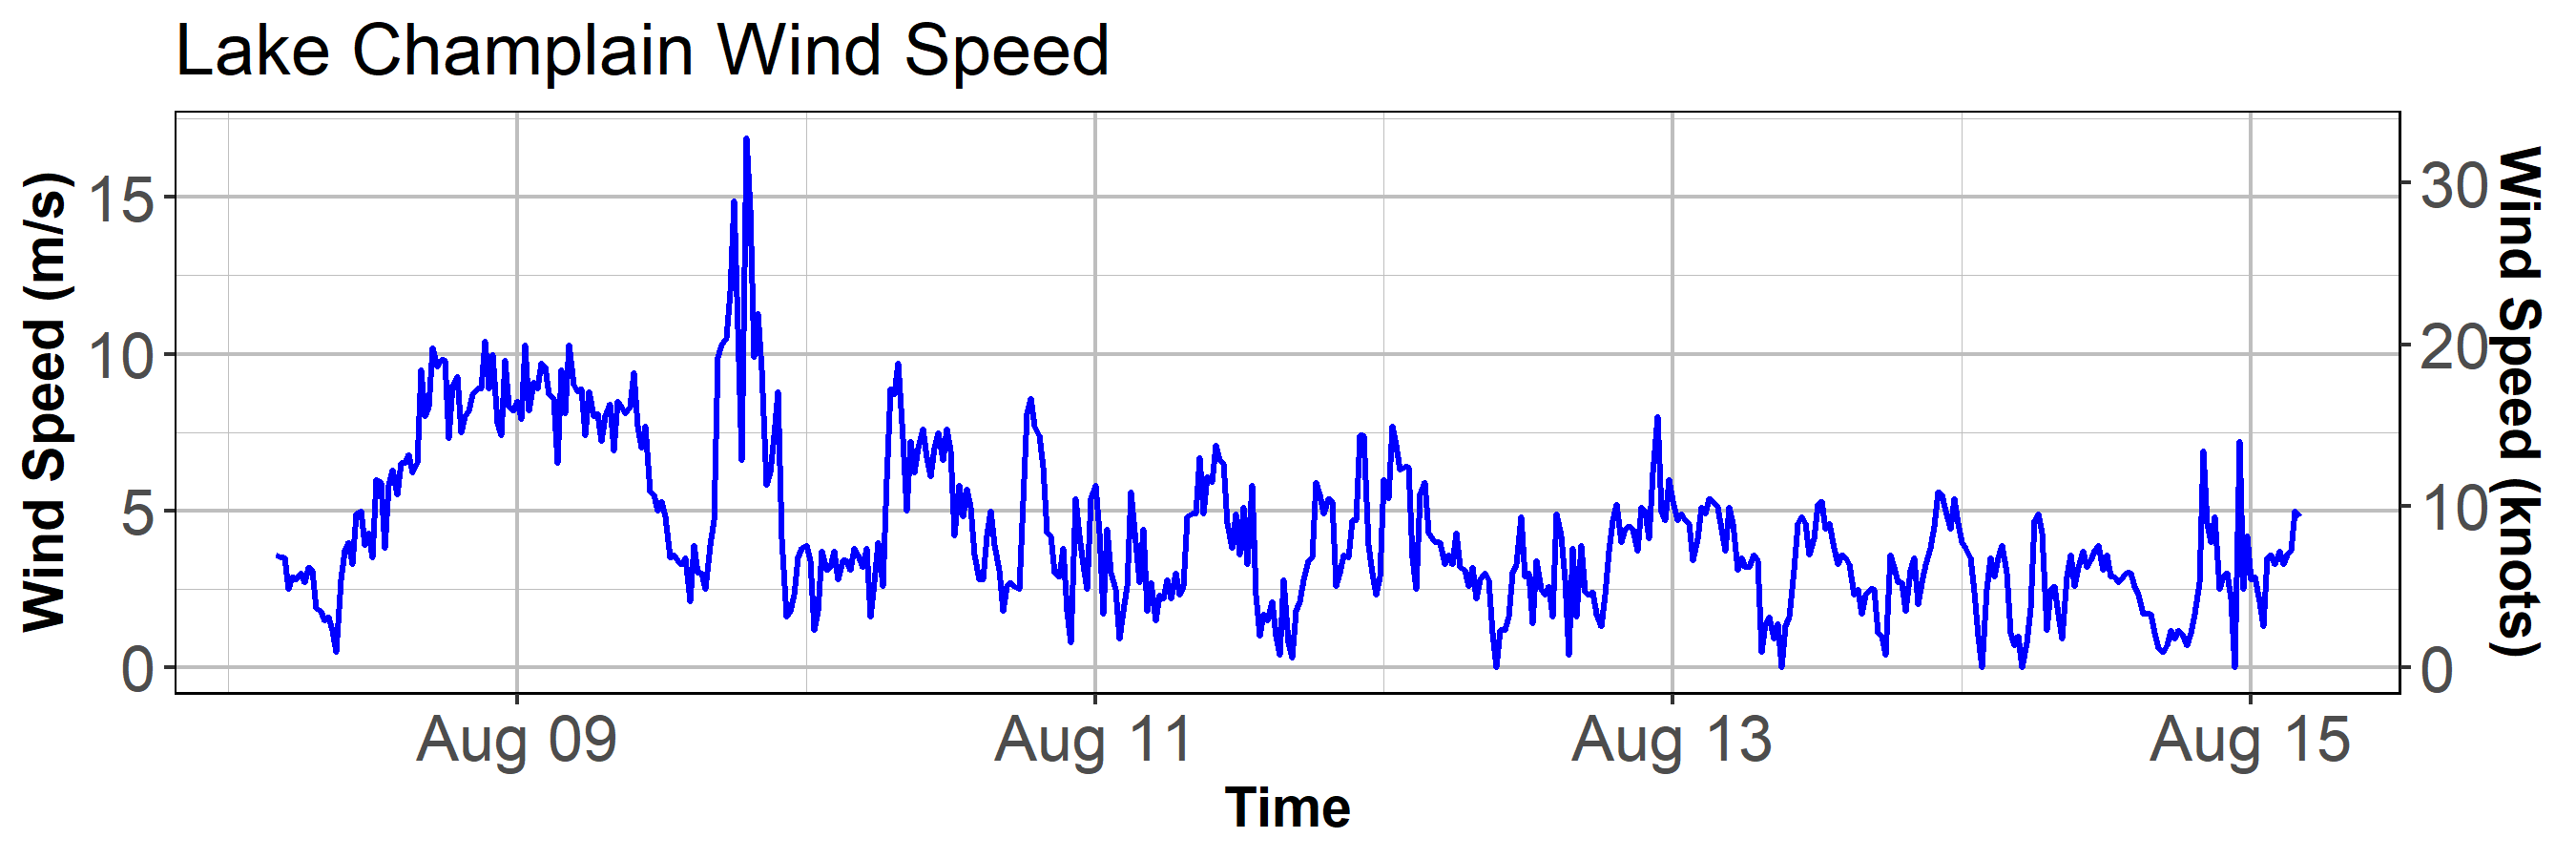 Lake Champlain Wind Speed
Wind Speed (m/s)
15
10
5
0
30
20
10
0
Wind Speed (knots)
Aug 09
Aug 11
Aug 13
Aug 15
Time